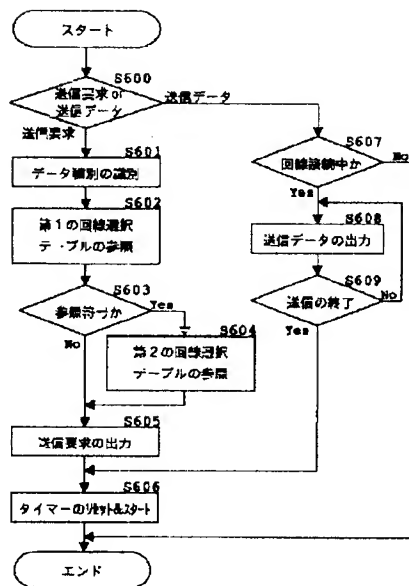 スタート
S600
送信要求 or
送信データ
送信データ
送信要求
S601
データ種別の識別
S602
第1の回線選択
テーブルの参照
S603
参照符号か
Yes
No
S604
第2の回線選択
テーブルの参照
S605
送信要求の出力
S606
タイマーのリセット&スタート
エンド
S607
回線接続中か
No
Yes
S608
送信データの出力
S609
送信の終了
No
Yes